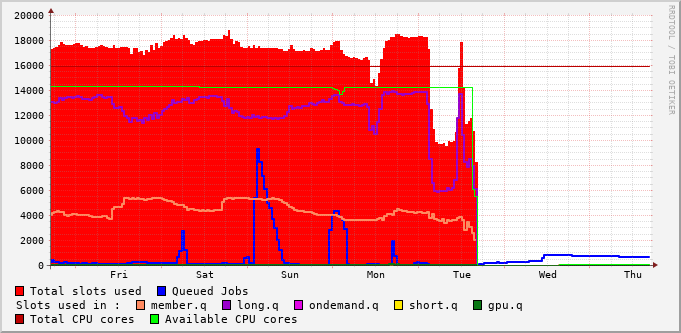 20000
18000
16000
14000
12000
10000
8000
6000
4000
2000
0
Fri Sat Sun Mon Tue Wed Thu
RRDTOOL / TOBI OETIKER
Total slots used Queued Jobs
Slots used in : member.q long.q ondemand.q short.q gpu.q
Total CPU cores Available CPU cores